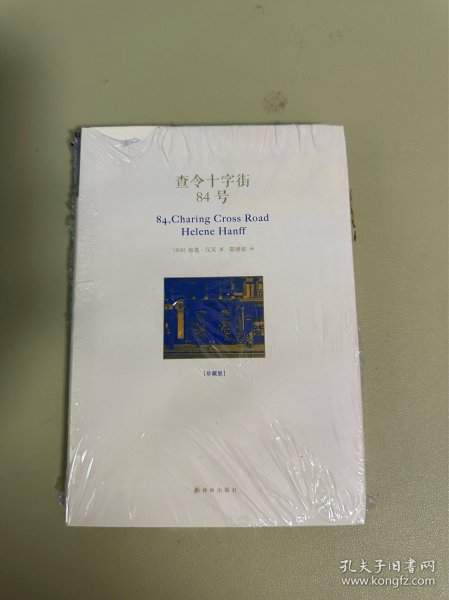 查令十字街
84号
84, Charing Cross Road
Helene Hanff
[美国] 海莲·汉芙 著 陈建铭 译
[珍藏版]
译林出版社
孔夫子旧书网
www.kongfz.com